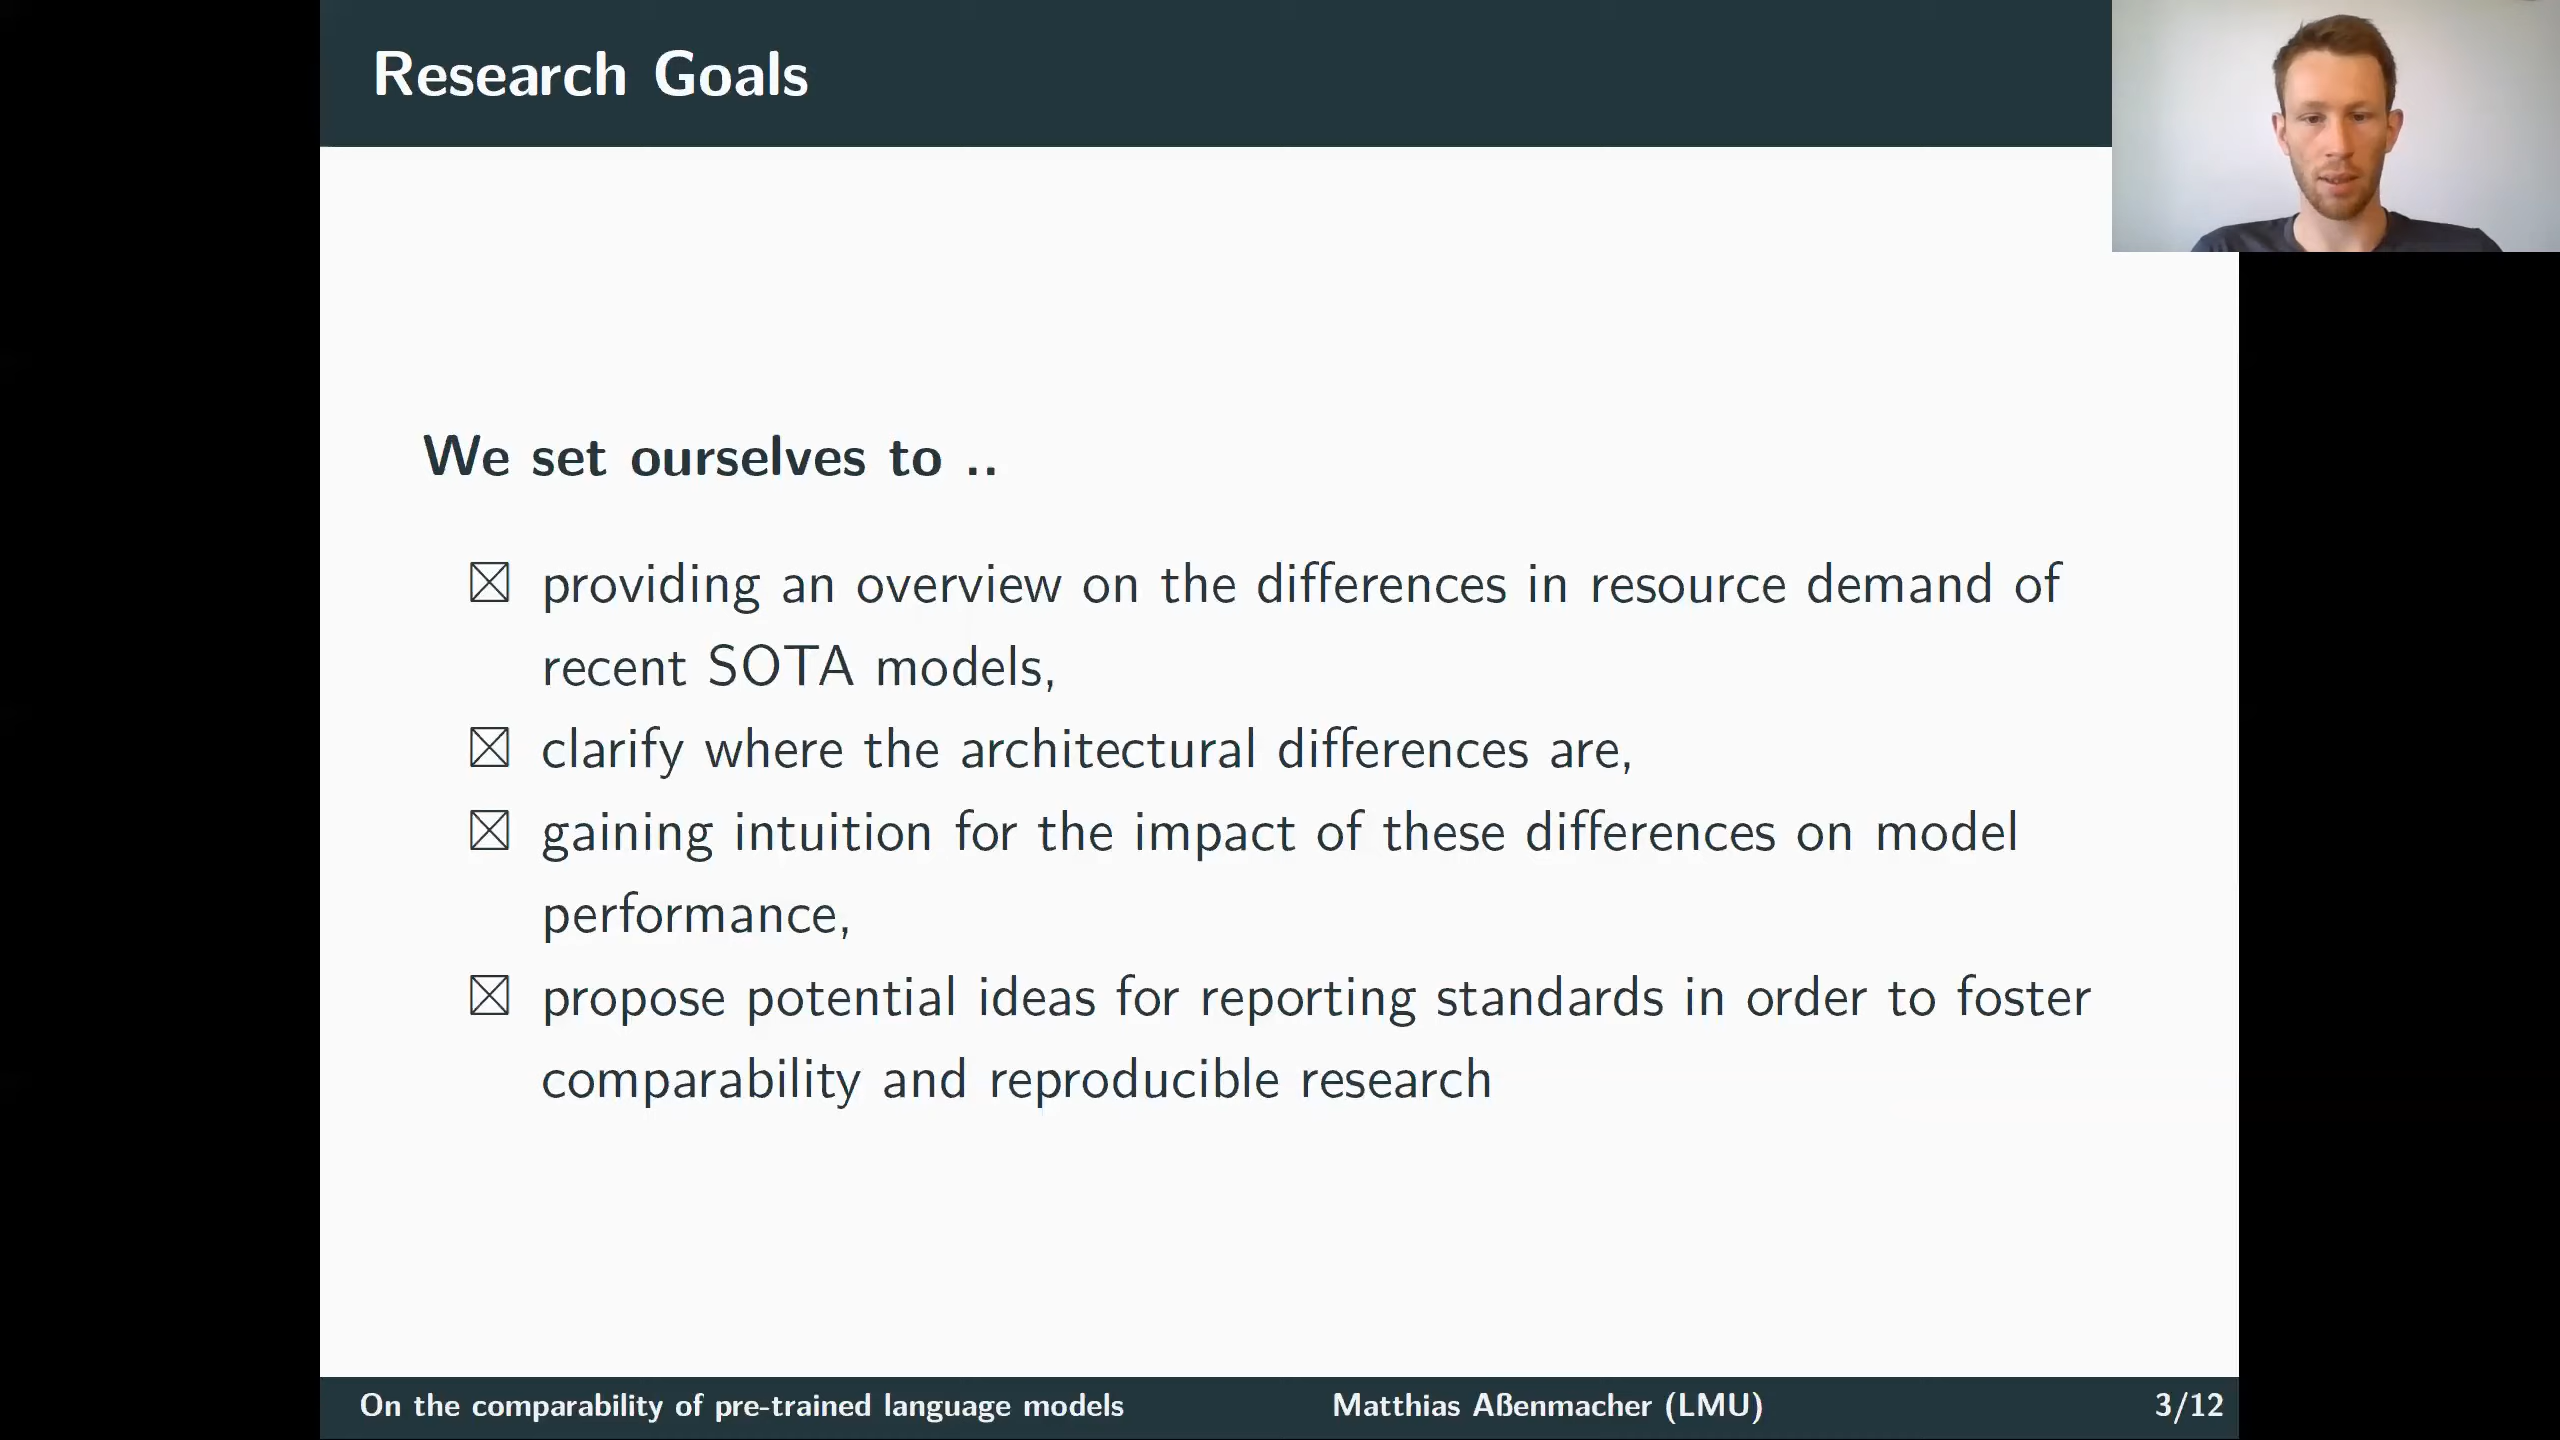 Research Goals
We set ourselves to ..
☒ providing an overview on the differences in resource demand of
recent SOTA models,
☒ clarify where the architectural differences are,
☒ gaining intuition for the impact of these differences on model
performance,
☒ propose potential ideas for reporting standards in order to foster
comparability and reproducible research
On the comparability of pre-trained language models Matthias Aßenmacher (LMU) 3/12